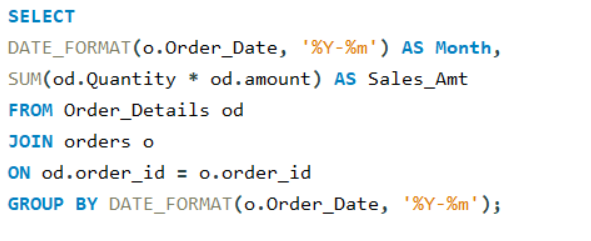 SELECT
DATE_FORMAT(o.Order_Date, '%Y-%m') AS Month,
SUM(od.Quantity * od.amount) AS Sales_Amt
FROM Order_Details od
JOIN orders o
ON od.order_id = o.order_id
GROUP BY DATE_FORMAT(o.Order_Date, '%Y-%m');